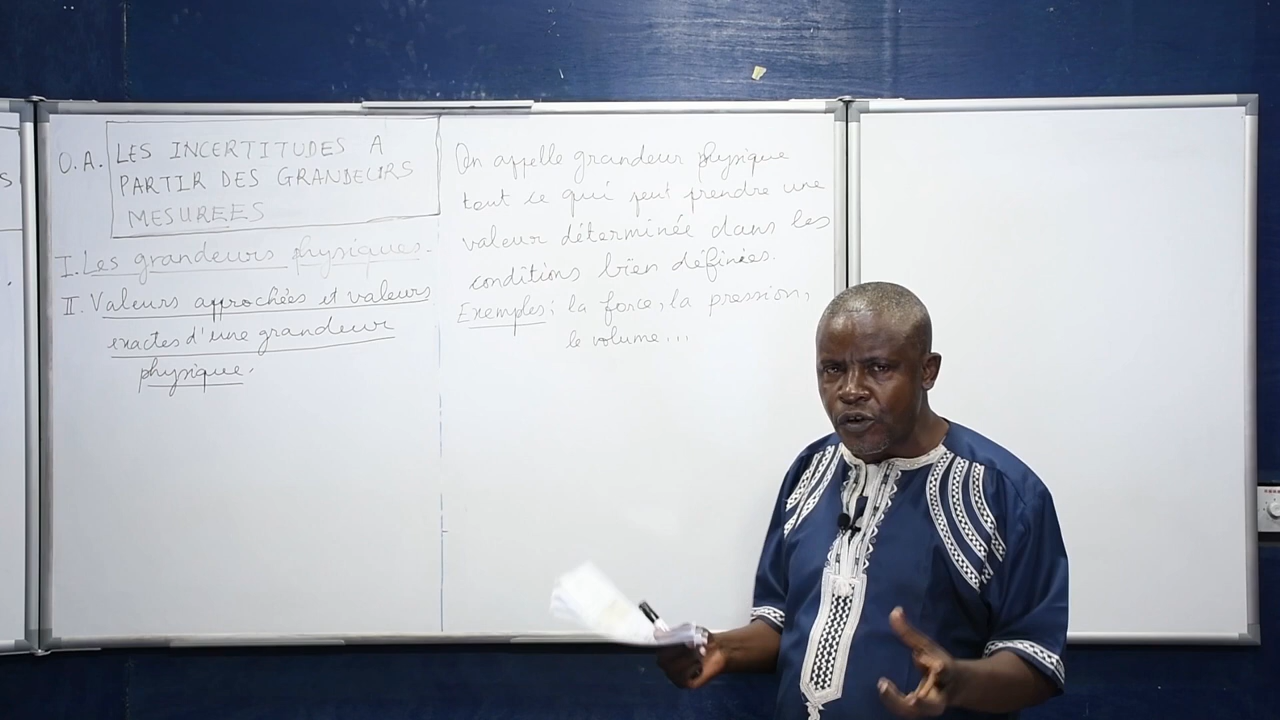 S
O.A. LES INCERTITUDES A
PARTIR DES GRANDEURS
MESUREES
I. Les grandeurs physiques.
II. Valeurs approchées et valeurs
exactes d'une grandeur
physique.
On appelle grandeur physique
tout ce qui peut prendre une
valeur déterminée dans les
conditions bien définies.
Exemples : la force, la pression,
le volume...